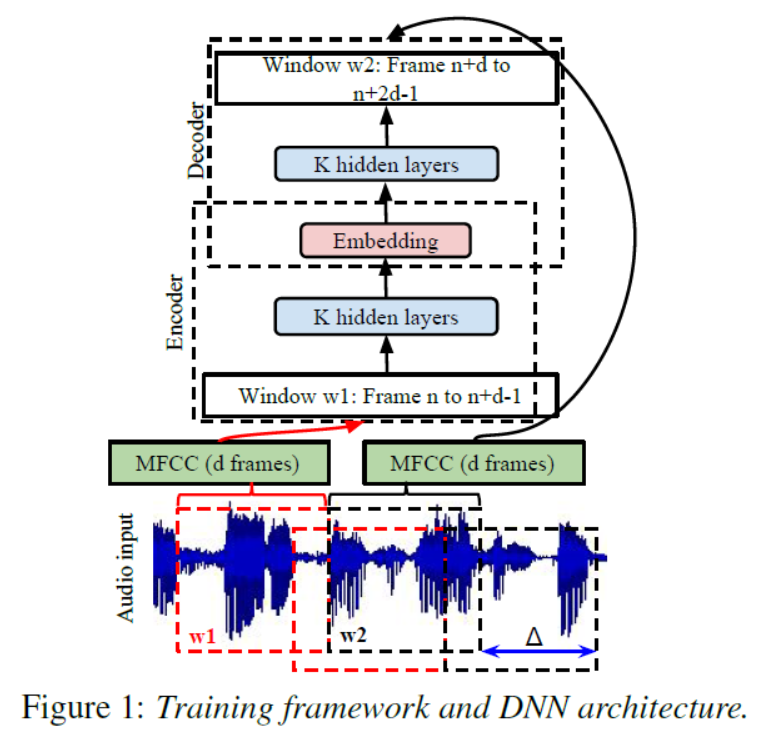 Window w2: Frame n+d to
n+2d-1
Decoder
K hidden layers
Embedding
Encoder
K hidden layers
Window w1: Frame n to n+d-1
MFCC (d frames)
MFCC (d frames)
Audio input
w1
w2
Δ
Figure 1: Training framework and DNN architecture.